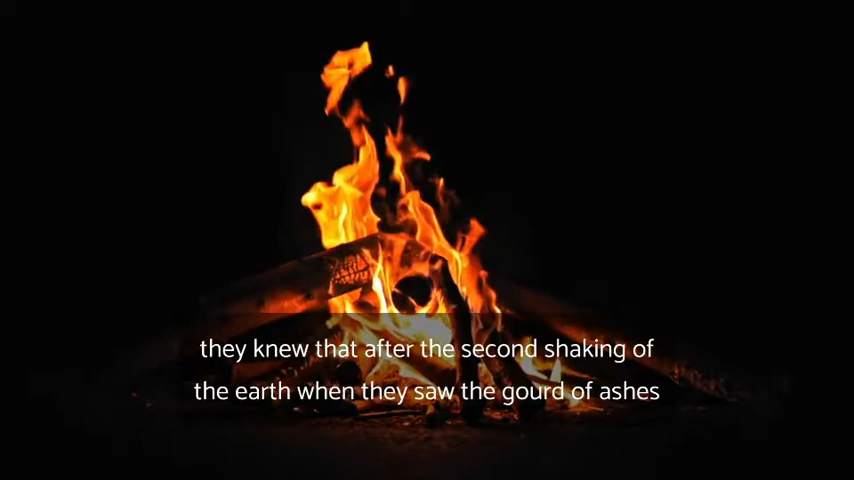 they knew that after the second shaking of
the earth when they saw the gourd of ashes